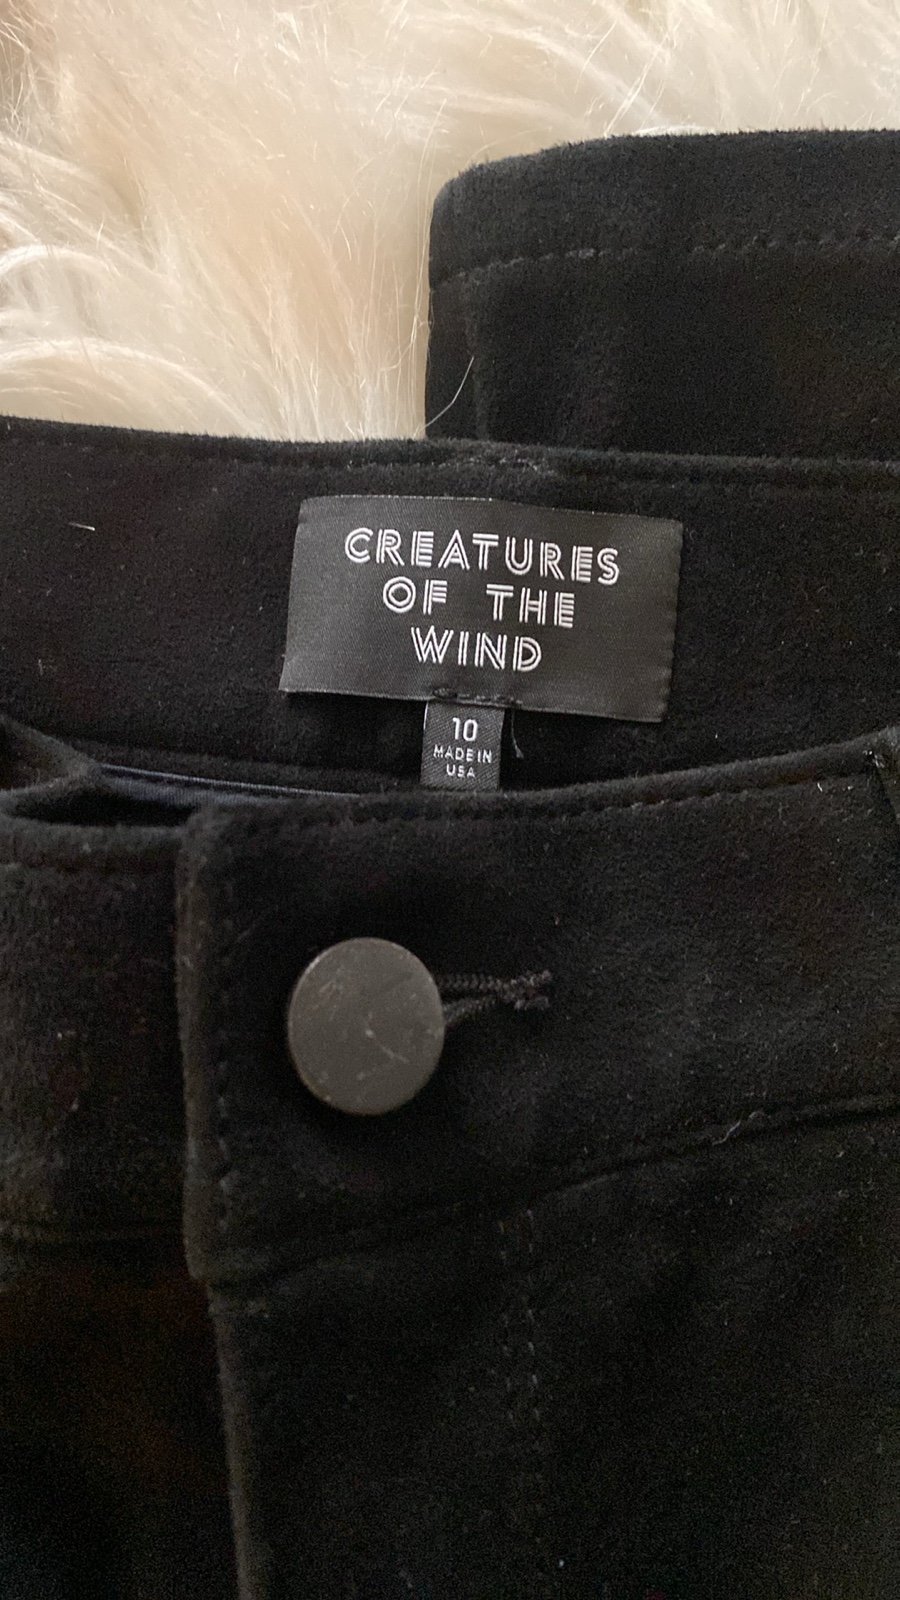 CREATURES
OF THE
WIND
10
MADE IN
USA